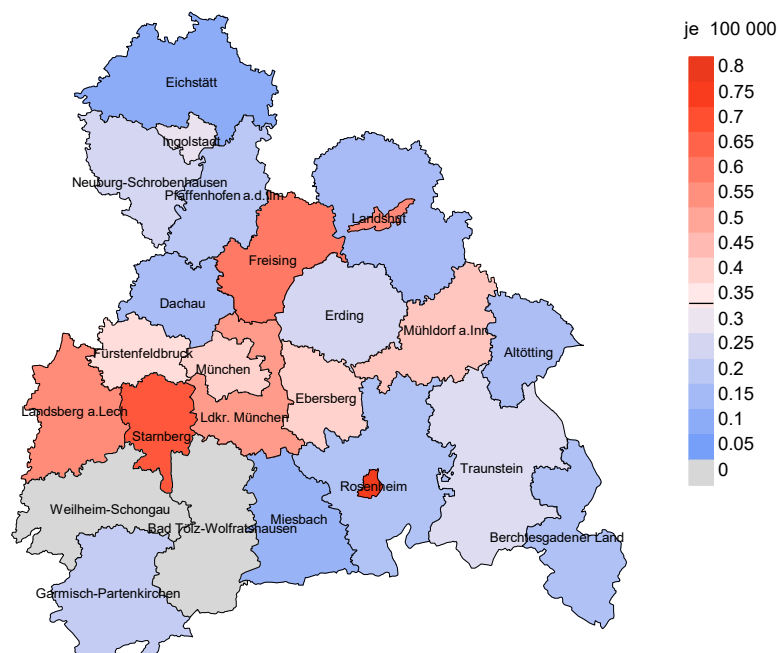 je 100 000
0.8
0.75
0.7
0.65
0.6
0.55
0.5
0.45
0.4
0.35
0.3
0.25
0.2
0.15
0.1
0.05
0
Eichstätt
Ingolstadt
Neuburg-Schrobenhausen
Pfaffenhofen a.d.Ilm
Landshut
Freising
Dachau
Erding
Mühldorf a.Inn
Fürstenfeldbruck
Altötting
München
Ebersberg
Landsberg a.Lech
Ldkr. München
Starnberg
Traunstein
Rosenheim
Weilheim-Schongau
Miesbach
Bad Tölz-Wolfratshausen
Berchtesgadener Land
Garmisch-Partenkirchen